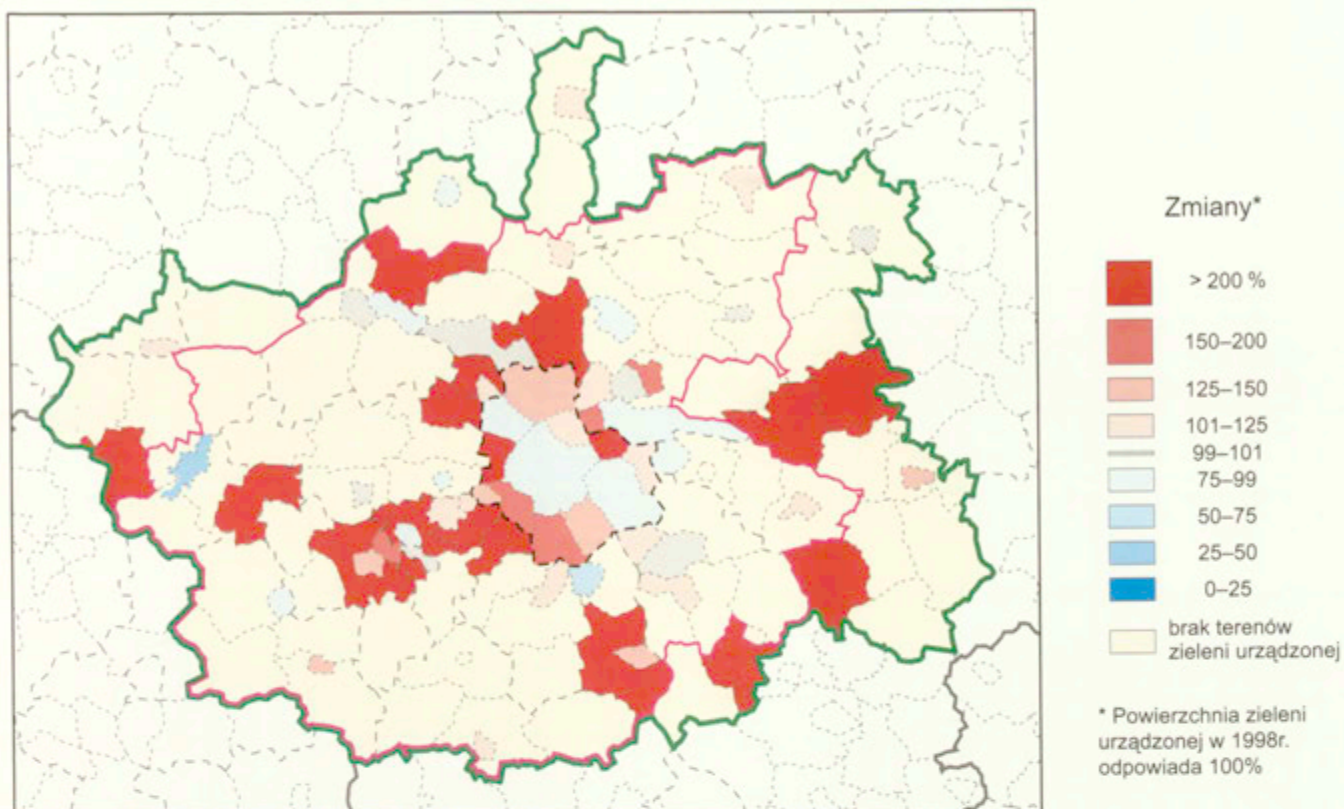 Zmiany*
> 200 %
150–200
125–150
101–125
99–101
75–99
50–75
25–50
0–25
brak terenów
zieleni urządzonej
* Powierzchnia zieleni
urządzonej w 1998r.
odpowiada 100%